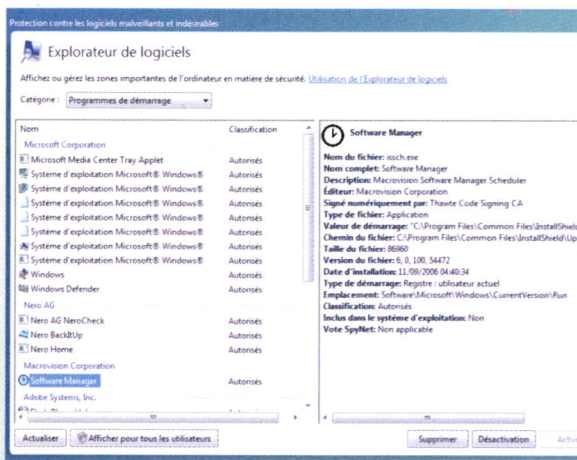 Protection contre les logiciels malveillants et indésirables
Explorateur de logiciels
Affichez ou gérez les zones importantes de l'ordinateur en matière de sécurité. Utilisation de l'Explorateur de logiciels
Catégorie : Programmes de démarrage
Nom Classification
Microsoft Corporation
Microsoft Media Center Tray Applet Autorisés
Système d'exploitation Microsoft® Windows® Autorisés
Système d'exploitation Microsoft® Windows® Autorisés
Système d'exploitation Microsoft® Windows® Autorisés
Système d'exploitation Microsoft® Windows® Autorisés
Système d'exploitation Microsoft® Windows® Autorisés
Système d'exploitation Microsoft® Windows® Autorisés
Windows Autorisés
Windows Defender Autorisés
Nero AG
Nero AG NeroCheck Autorisés
Nero BackItUp Autorisés
Nero Home Autorisés
Macrovision Corporation
Software Manager Autorisés
Adobe Systems, Inc.
Software Manager
Nom du fichier: issch.exe
Nom complet: Software Manager
Description: Macrovision Software Manager Scheduler
Éditeur: Macrovision Corporation
Signé numériquement par: Thawte Code Signing CA
Type de fichier: Application
Valeur de démarrage: "C:\Program Files\Common Files\InstallShield
Chemin du fichier: C:\Program Files\Common Files\InstallShield\Up
Taille du fichier: 86960
Version du fichier: 6, 0, 100, 54472
Date d'installation: 11/09/2006 04:40:34
Type de démarrage: Registre : utilisateur actuel
Emplacement: Software\Microsoft\Windows\CurrentVersion\Run
Classification: Autorisés
Inclus dans le système d'exploitation: Non
Vote SpyNet: Non applicable
Actualiser Afficher pour tous les utilisateurs Supprimer Désactivation Activ